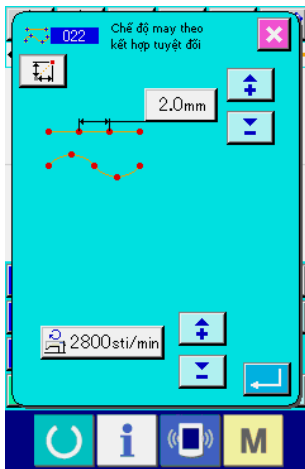 022
Chế độ may theo
kết hợp tuyệt đối
2.0mm
2800sti/min
i
M